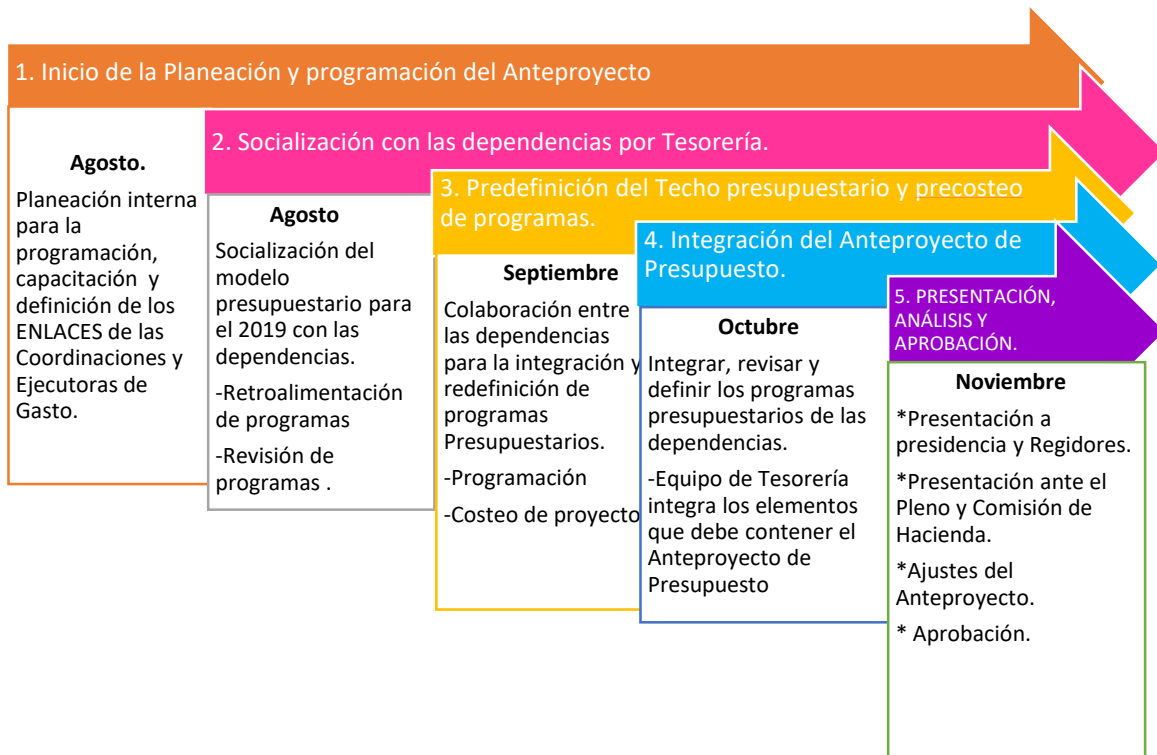 1. Inicio de la Planeación y programación del Anteproyecto
Agosto.
Planeación interna
para la
programación,
capacitación y
definición de los
ENLACES de las
Coordinaciones y
Ejecutoras de
Gasto.
2. Socialización con las dependencias por Tesorería.
Agosto
Socialización del
modelo
presupuestario para
el 2019 con las
dependencias.
-Retroalimentación
de programas
-Revisión de
programas .
3. Predefinición del Techo presupuestario y precosteo
de programas.
Septiembre
Colaboración entre
las dependencias
para la integración y
redefinición de
programas
Presupuestarios.
-Programación
-Costeo de proyecto
4. Integración del Anteproyecto de
Presupuesto.
Octubre
Integrar, revisar y
definir los programas
presupuestarios de las
dependencias.
-Equipo de Tesorería
integra los elementos
que debe contener el
Anteproyecto de
Presupuesto
5. PRESENTACIÓN,
ANÁLISIS Y
APROBACIÓN.
Noviembre
*Presentación a
presidencia y Regidores.
*Presentación ante el
Pleno y Comisión de
Hacienda.
*Ajustes del
Anteproyecto.
* Aprobación.